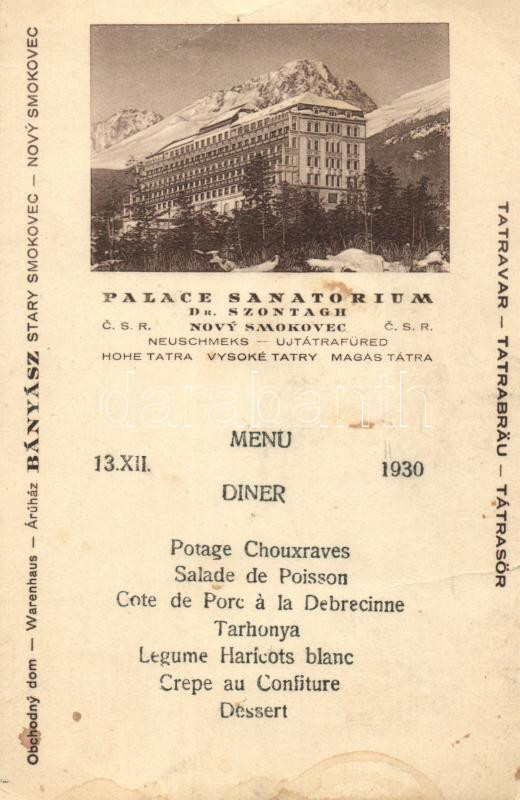 PALACE SANATORIUM
DR. SZONTAGH
Č. S. R. NOVÝ SMOKOVEC Č. S. R.
NEUSCHMEKS — UJTÁTRAFÜRED
HOHE TATRA VYSOKÉ TATRY MAGAS TÁTRA
darabanth
MENU
13.XII. 1930
DINER
Potage Chouxraves
Salade de Poisson
Cote de Porc à la Debrecinne
Tarhonya
Legume Haricots blanc
Crepe au Confiture
Dessert
Obchodný dom — Warenhaus — Áruház BÁNYÁSZ STARY SMOKOVEC — NOVÝ SMOKOVEC
TATRAVAR — TATRABRÄU — TÁTRASÖR